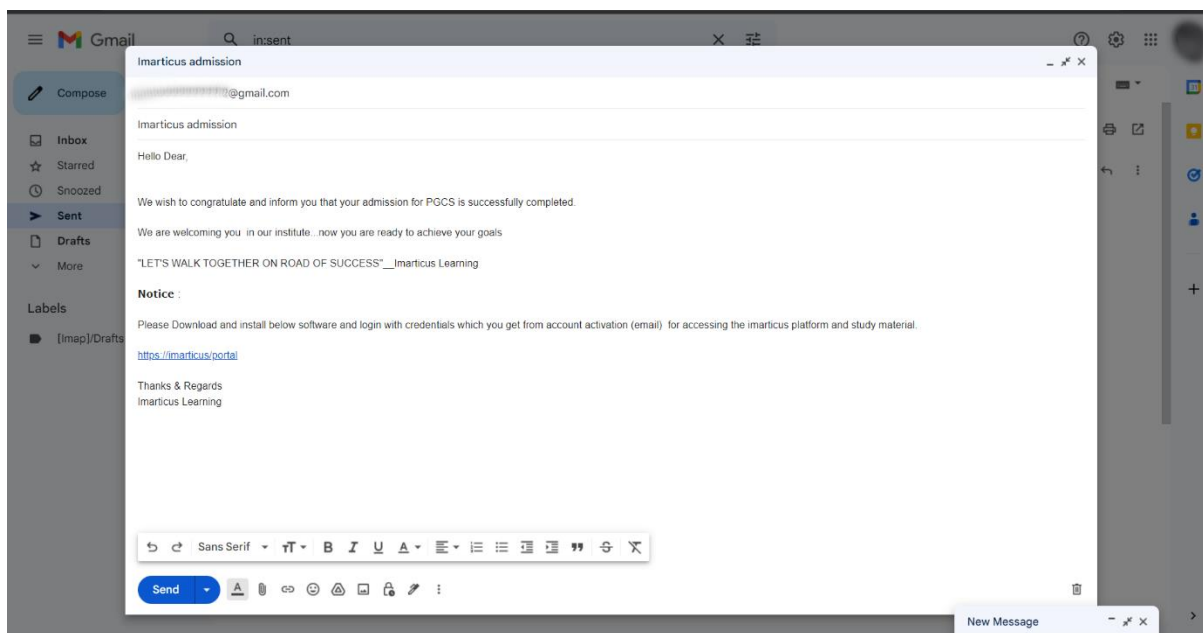 Gmail
in:sent
Imarticus admission
Compose
@gmail.com
Imarticus admission
Inbox
Hello Dear,
Starred
Snoozed
We wish to congratulate and inform you that your admission for PGCS is successfully completed.
Sent
We are welcoming you in our institute...now you are ready to achieve your goals
Drafts
More
"LET'S WALK TOGETHER ON ROAD OF SUCCESS"__Imarticus Learning
Notice :
Labels
Please Download and install below software and login with credentials which you get from account activation (email) for accessing the imarticus platform and study material.
[Imap]/Drafts
https://imarticus/portal
Thanks & Regards
Imarticus Learning
Sans Serif
Send
New Message